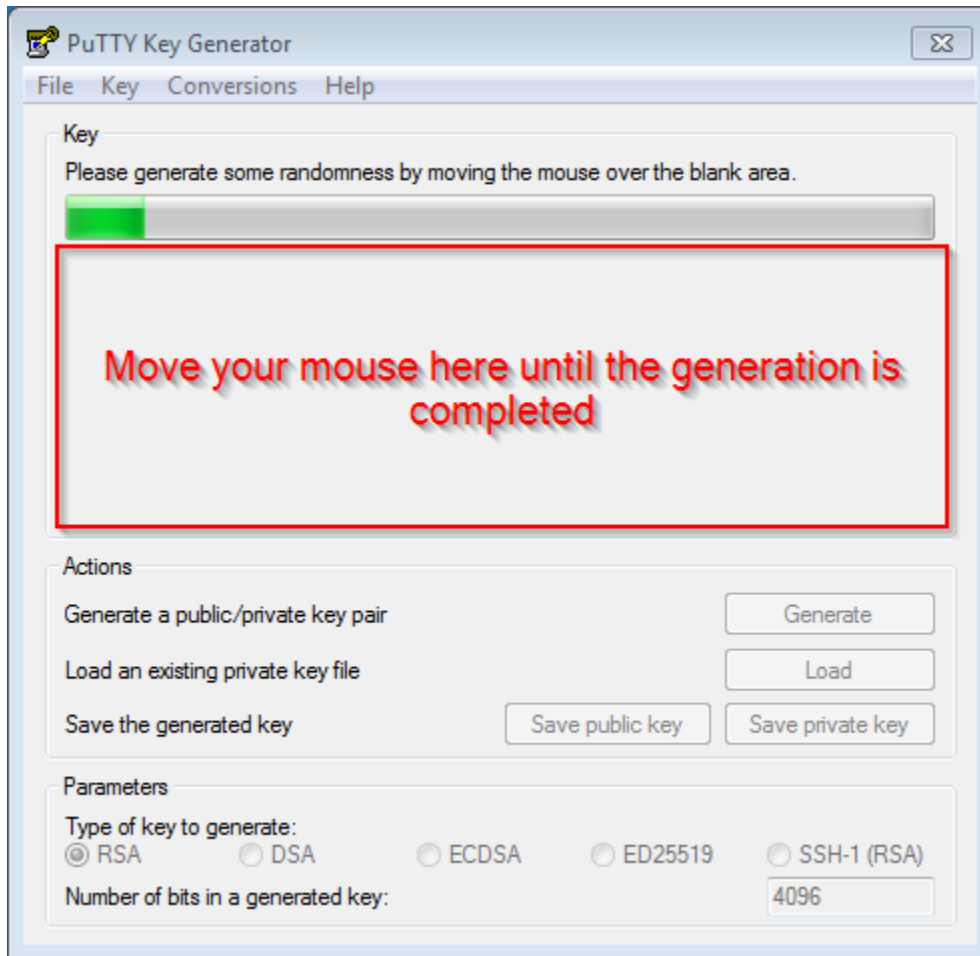 PuTTY Key Generator
File Key Conversions Help
Key
Please generate some randomness by moving the mouse over the blank area.
Move your mouse here until the generation is
completed
Actions
Generate a public/private key pair Generate
Load an existing private key file Load
Save the generated key Save public key Save private key
Parameters
Type of key to generate:
RSA DSA ECDSA ED25519 SSH-1 (RSA)
Number of bits in a generated key: 4096